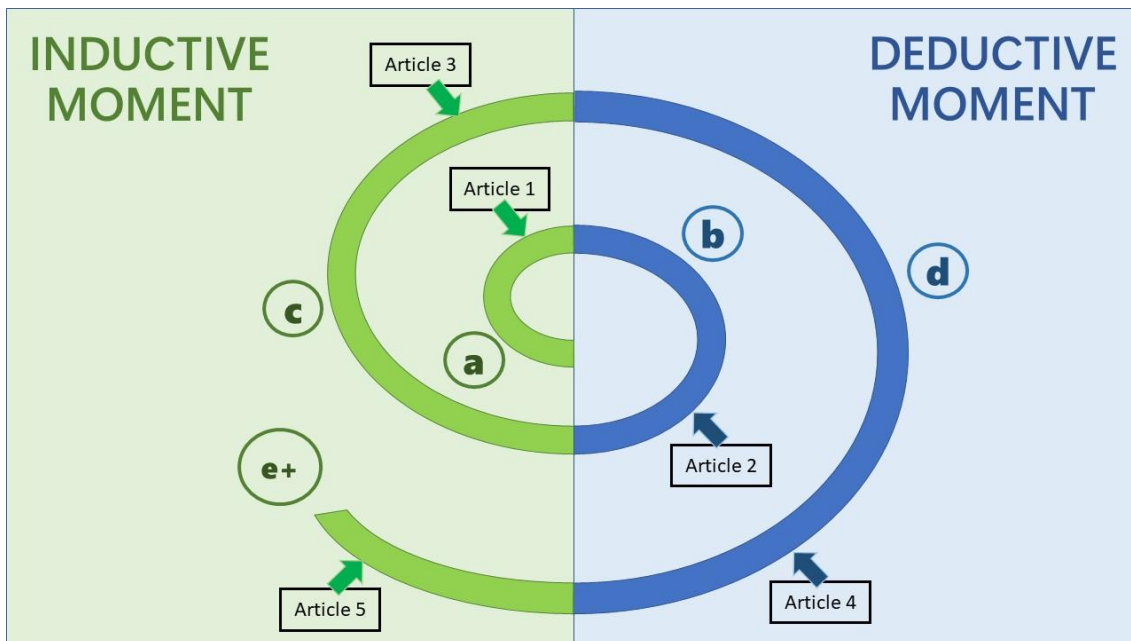 INDUCTIVE
MOMENT
DEDUCTIVE
MOMENT
Article 3
Article 1
b
d
c
a
Article 2
e+
Article 5
Article 4